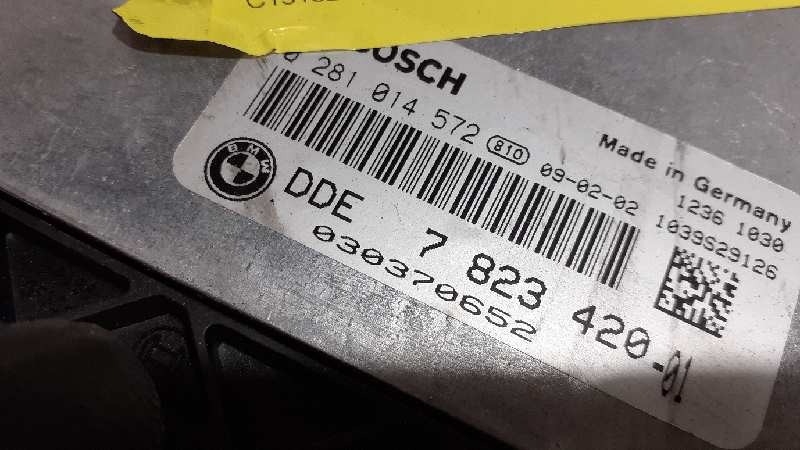 BOSCH
0 281 014 572 810 09-02-02
Made in Germany
1236 1030
1039S29126
BMW
DDE 7 823 420-01
030370652